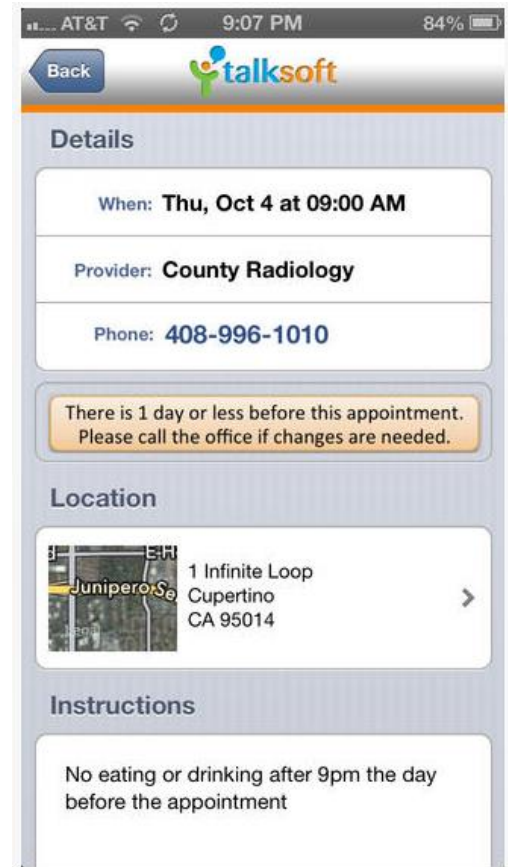 AT&T 9:07 PM 84%
Back talksoft
Details
When: Thu, Oct 4 at 09:00 AM
Provider: County Radiology
Phone: 408-996-1010
There is 1 day or less before this appointment.
Please call the office if changes are needed.
Location
Junipero Se
1 Infinite Loop
Cupertino
CA 95014
Instructions
No eating or drinking after 9pm the day
before the appointment